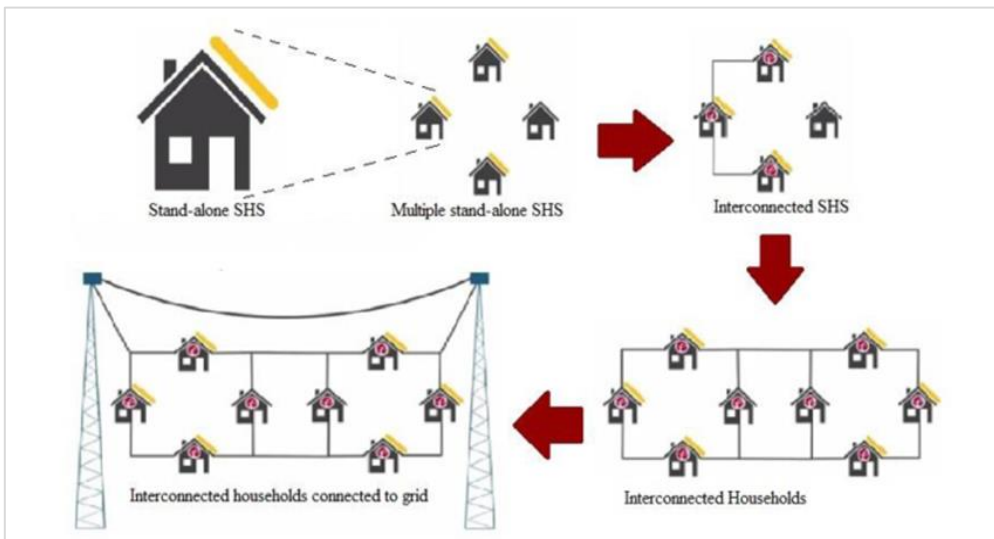 Stand-alone SHS
Multiple stand-alone SHS
Interconnected SHS
Interconnected households connected to grid
Interconnected Households